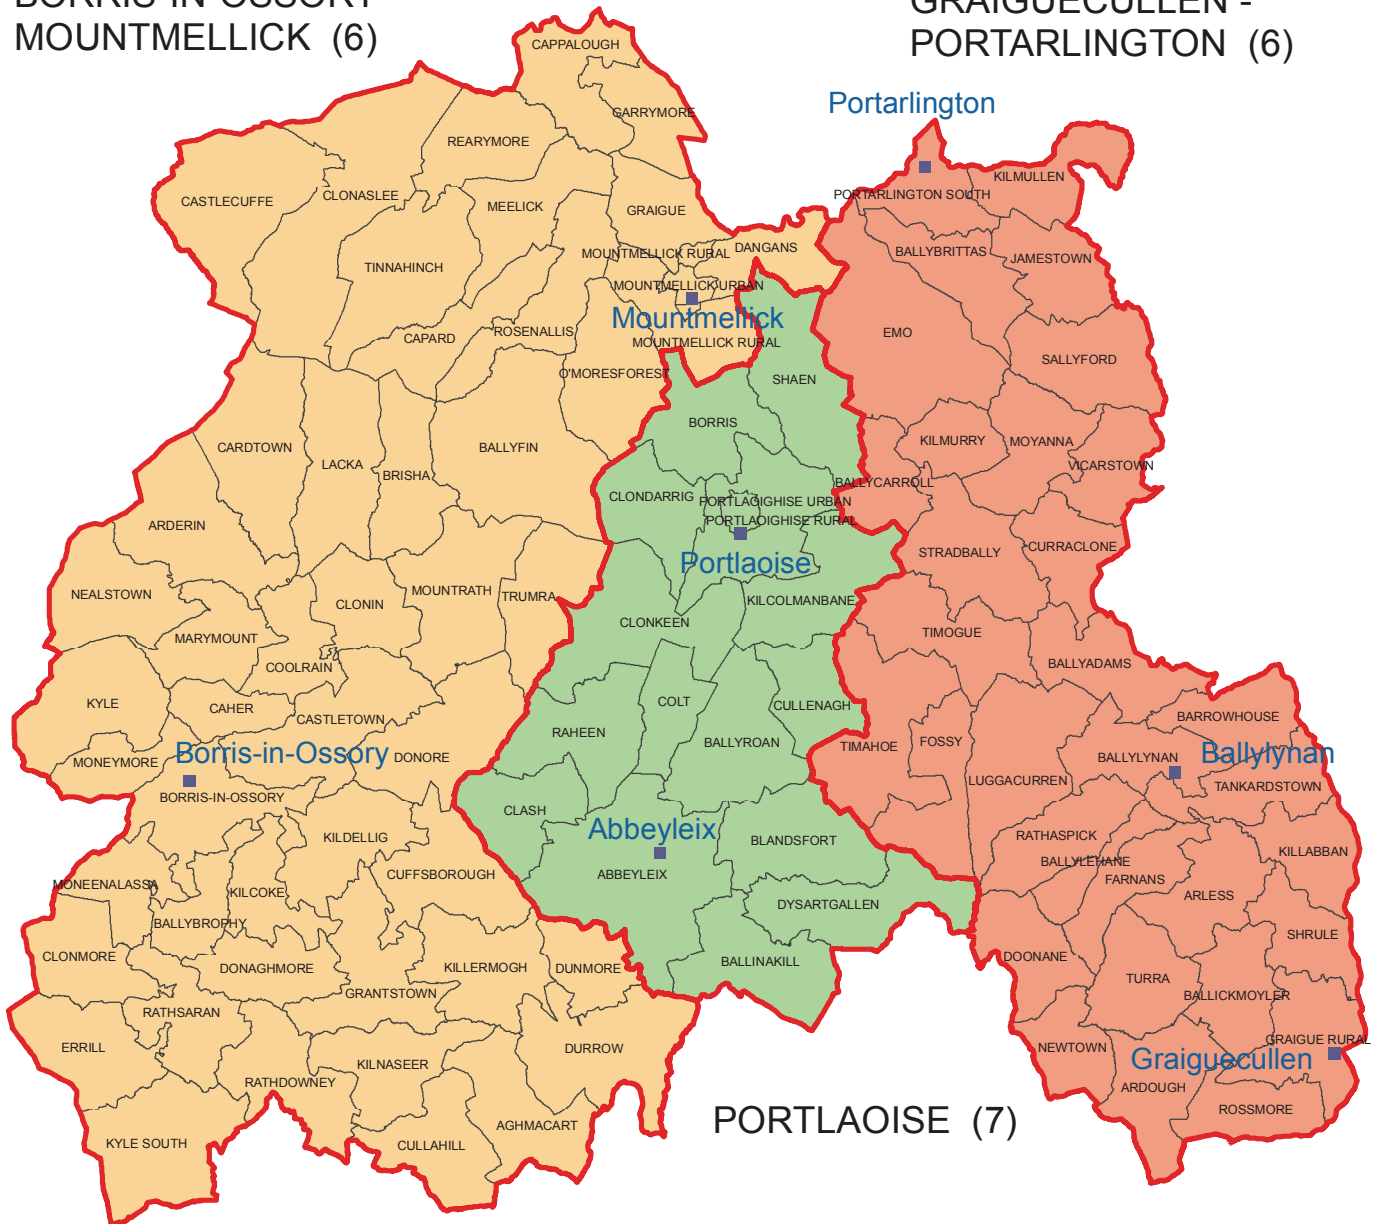 BORRIS-IN-OSSORY
MOUNTMELLICK (6)
GRAIGUECULLEN -
PORTARLINGTON (6)
CAPPALOUGH
GARRYMORE
REARYMORE
Portarlington
PORTARLINGTON SOUTH
KILMULLEN
CASTLECUFFE
CLONASLEE
MEELICK
GRAIGUE
TINNAHINCH
MOUNTMELLICK RURAL
DANGANS
BALLYBRITTAS
JAMESTOWN
MOUNTMELLICK URBAN
Mountmellick
MOUNTMELLICK RURAL
CAPARD
ROSENALLIS
EMO
SALLYFORD
O'MORESFOREST
SHAEN
BORRIS
CARDTOWN
LACKA
BRISHA
BALLYFIN
KILMURRY
MOYANNA
VICARSTOWN
BALLYCARROLL
CLONDARRIG
PORTLAOIGHISE URBAN
PORTLAOIGHISE RURAL
Portlaoise
ARDERIN
STRADBALLY
CURRACLONE
NEALSTOWN
CLONIN
MOUNTRATH
TRUMRA
KILCOLMANBANE
CLONKEEN
MARYMOUNT
COOLRAIN
TIMOGUE
BALLYADAMS
KYLE
CAHER
CASTLETOWN
COLT
CULLENAGH
RAHEEN
BALLYROAN
TIMAHOE
FOSSY
BARROWHOUSE
MONEYMORE
Borris-in-Ossory
DONORE
BALLYLYNAN
Ballylynan
LUGGACURREN
TANKARDSTOWN
BORRIS-IN-OSSORY
CLASH
Abbeyleix
KILDELLIG
BLANDSFORT
RATHASPICK
BALLYLEHANE
KILLABBAN
FARNANS
ABBEYLEIX
CUFFSBOROUGH
MONEENALASSA
KILCOKE
DYSARTGALLEN
ARLESS
BALLYBROPHY
SHRULE
CLONMORE
DONAGHMORE
KILLERMOGH
DUNMORE
BALLINAKILL
DOONANE
TURRA
GRANTSTOWN
BALLICKMOYLER
RATHSARAN
ERRILL
DURROW
NEWTOWN
GRAIGUE RURAL
Graiguecullen
KILNASEER
RATHDOWNEY
ARDOUGH
ROSSMORE
KYLE SOUTH
CULLAHILL
AGHMACART
PORTLAOISE (7)